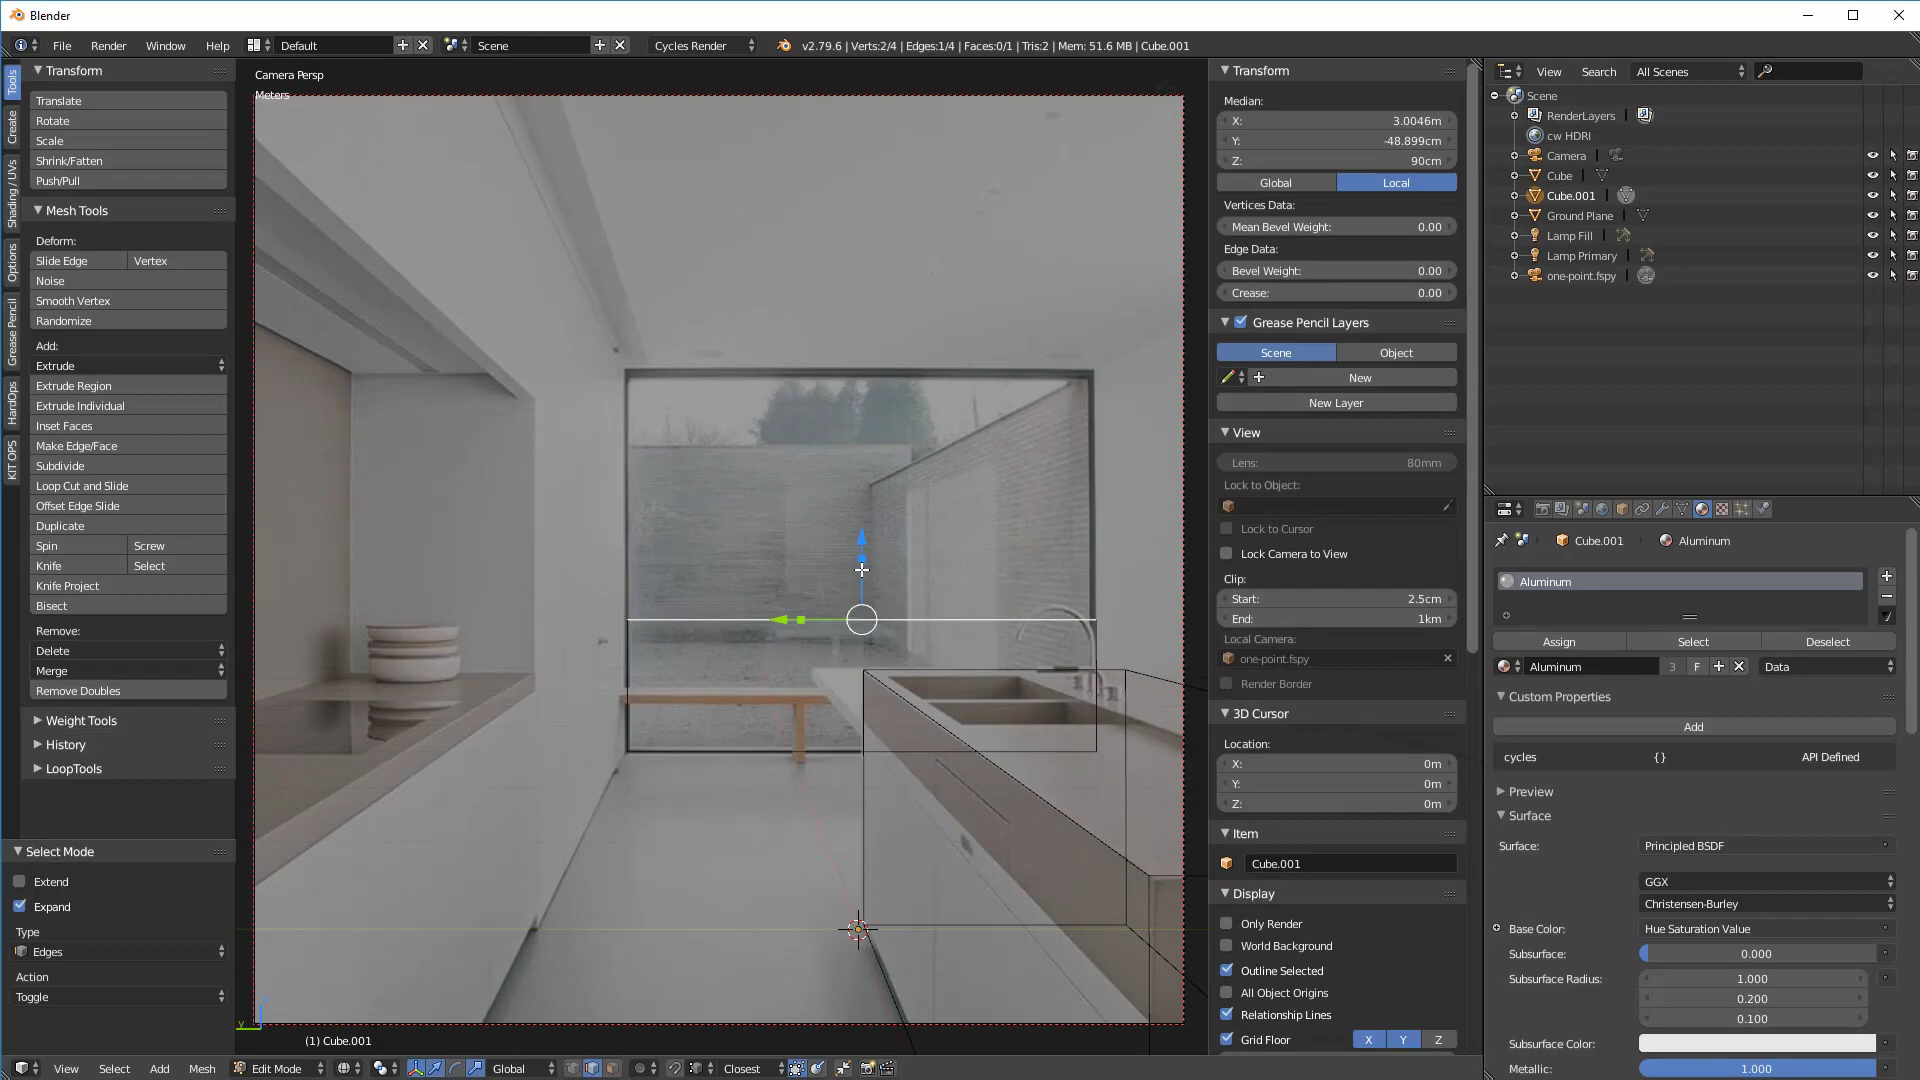 Blender
File
Render
Window
Help
Default
Scene
Cycles Render
v2.79.6 | Verts:2/4 | Edges:1/4 | Faces:0/1 | Tris:2 | Mem: 51.6 MB | Cube.001
Tools
Create
Shading / UVs
Options
Grease Pencil
HardOps
KIT OPS
Transform
Translate
Rotate
Scale
Shrink/Fatten
Push/Pull
Mesh Tools
Deform:
Slide Edge
Vertex
Noise
Smooth Vertex
Randomize
Add:
Extrude
Extrude Region
Extrude Individual
Inset Faces
Make Edge/Face
Subdivide
Loop Cut and Slide
Offset Edge Slide
Duplicate
Spin
Screw
Knife
Select
Knife Project
Bisect
Remove:
Delete
Merge
Remove Doubles
Weight Tools
History
LoopTools
Select Mode
Extend
Expand
Type
Edges
Action
Toggle
Camera Persp
Meters
y
(1) Cube.001
View
Select
Add
Mesh
Edit Mode
Global
Closest
Transform
Median:
X: 3.0046m
Y: -48.899cm
Z: 90cm
Global
Local
Vertices Data:
Mean Bevel Weight: 0.00
Edge Data:
Bevel Weight: 0.00
Crease: 0.00
Grease Pencil Layers
Scene
Object
New
New Layer
View
Lens: 80mm
Lock to Object:
Lock to Cursor
Lock Camera to View
Clip:
Start: 2.5cm
End: 1km
Local Camera:
one-point.fspy
Render Border
3D Cursor
Location:
X: 0m
Y: 0m
Z: 0m
Item
Cube.001
Display
Only Render
World Background
Outline Selected
All Object Origins
Relationship Lines
Grid Floor
X
Y
Z
View
Search
All Scenes
Scene
RenderLayers
cw HDRI
Camera
Cube
Cube.001
Ground Plane
Lamp Fill
Lamp Primary
one-point.fspy
Cube.001
Aluminum
Aluminum
Assign
Select
Deselect
Aluminum
3
F
Data
Custom Properties
Add
cycles
{}
API Defined
Preview
Surface
Surface:
Principled BSDF
GGX
Christensen-Burley
Base Color:
Hue Saturation Value
Subsurface:
0.000
Subsurface Radius:
1.000
0.200
0.100
Subsurface Color:
Metallic:
1.000